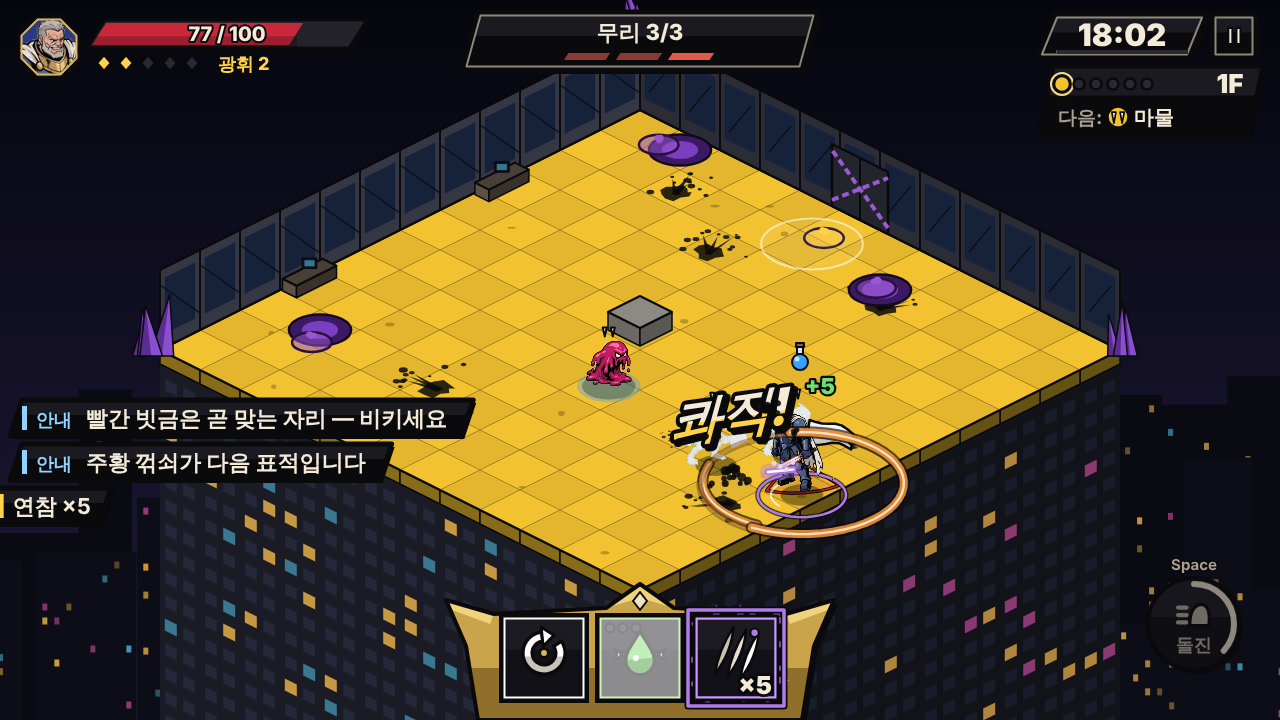 77 / 100
광휘 2
무리 3/3
18:02
1F
다음: 마물
+5
콰직!
안내 빨간 빗금은 곧 맞는 자리 — 비키세요
안내 주황 꺾쇠가 다음 표적입니다
연참 ×5
Space
돌진
×5